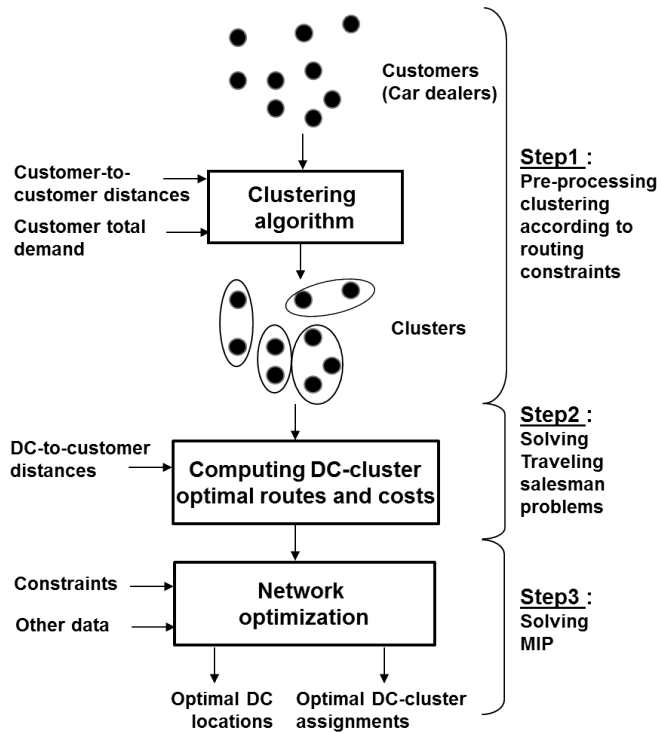 Customers
(Car dealers)
Customer-to-
customer distances
Customer total
demand
Clustering
algorithm
Step1 :
Pre-processing
clustering
according to
routing
constraints
Clusters
DC-to-customer
distances
Computing DC-cluster
optimal routes and costs
Step2 :
Solving
Traveling
salesman
problems
Constraints
Other data
Network
optimization
Step3 :
Solving
MIP
Optimal DC
locations
Optimal DC-cluster
assignments